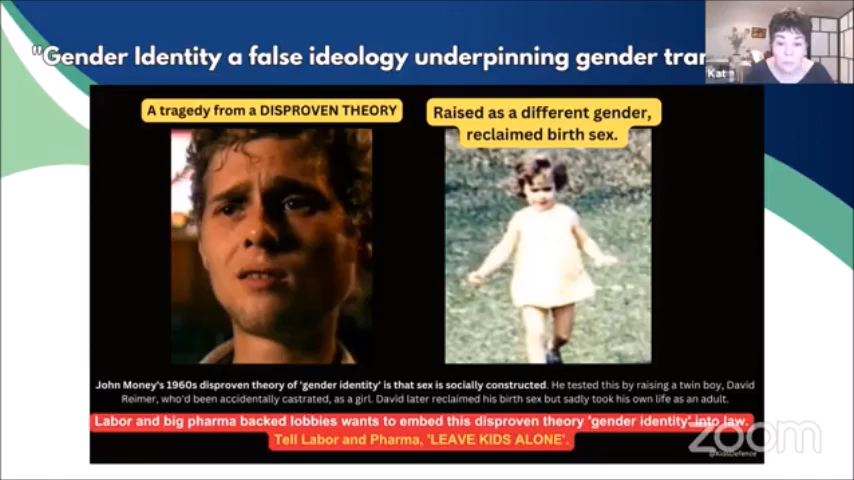 "Gender Identity a false ideology underpinning gender
Kat
A tragedy from a DISPROVEN THEORY
Raised as a different gender,
reclaimed birth sex.
John Money's 1960s disproven theory of 'gender identity' is that sex is socially constructed. He tested this by raising a twin boy, David
Reimer, who'd been accidentally castrated, as a girl. David later reclaimed his birth sex but sadly took his own life as an adult.
Labor and big pharma backed lobbies wants to embed this disproven theory 'gender identity' into law.
Tell Labor and Pharma, 'LEAVE KIDS ALONE'.
zoom